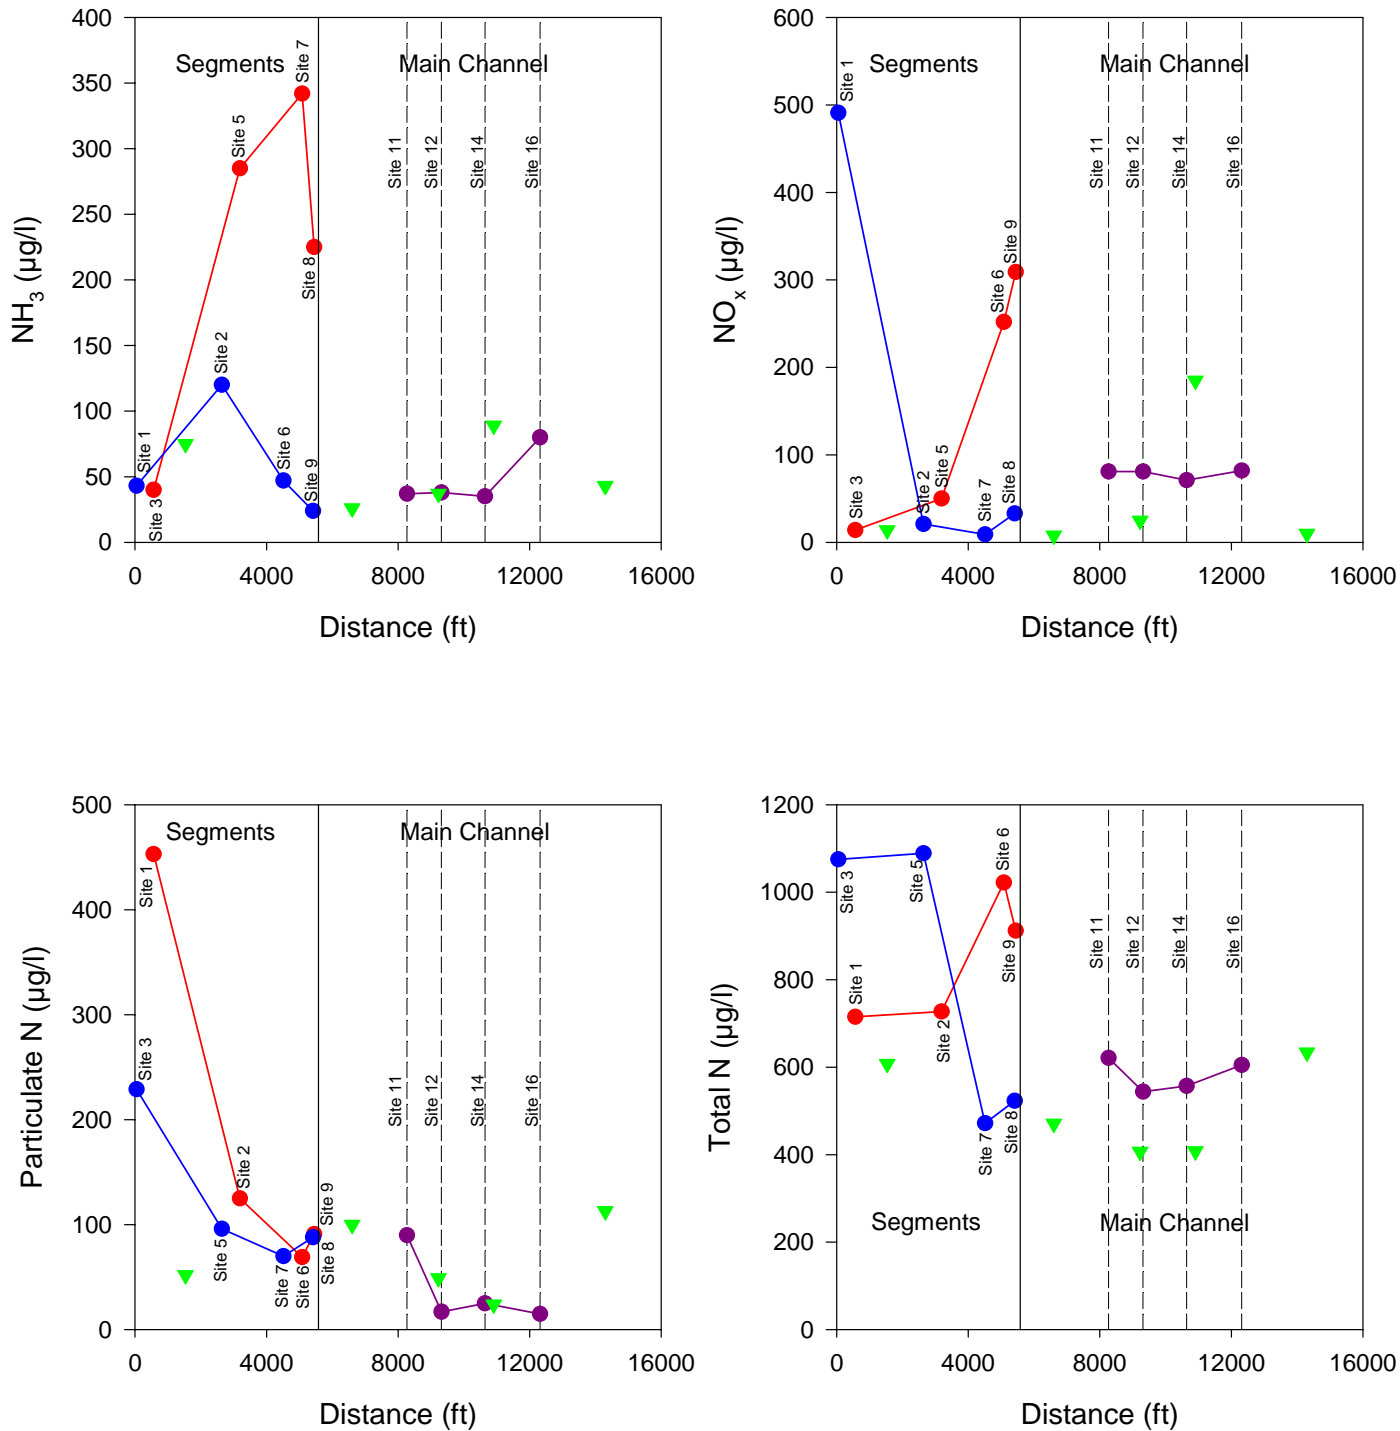 400
350
300
250
200
150
100
50
0
NH3 (µg/l)
Segments
Main Channel
Site 7
Site 5
Site 8
Site 2
Site 1
Site 3
Site 6
Site 9
Site 11
Site 12
Site 14
Site 16
0 4000 8000 12000 16000
Distance (ft)
600
500
400
300
200
100
0
NOx (µg/l)
Segments
Main Channel
Site 1
Site 3
Site 2
Site 5
Site 7
Site 6
Site 9
Site 8
Site 11
Site 12
Site 14
Site 16
0 4000 8000 12000 16000
Distance (ft)
500
400
300
200
100
0
Particulate N (µg/l)
Segments
Main Channel
Site 1
Site 3
Site 2
Site 5
Site 7
Site 6
Site 8
Site 9
Site 11
Site 12
Site 14
Site 16
0 4000 8000 12000 16000
Distance (ft)
1200
1000
800
600
400
200
0
Total N (µg/l)
Site 3
Site 5
Site 6
Site 9
Site 1
Site 2
Site 7
Site 8
Site 11
Site 12
Site 14
Site 16
Segments
Main Channel
0 4000 8000 12000 16000
Distance (ft)